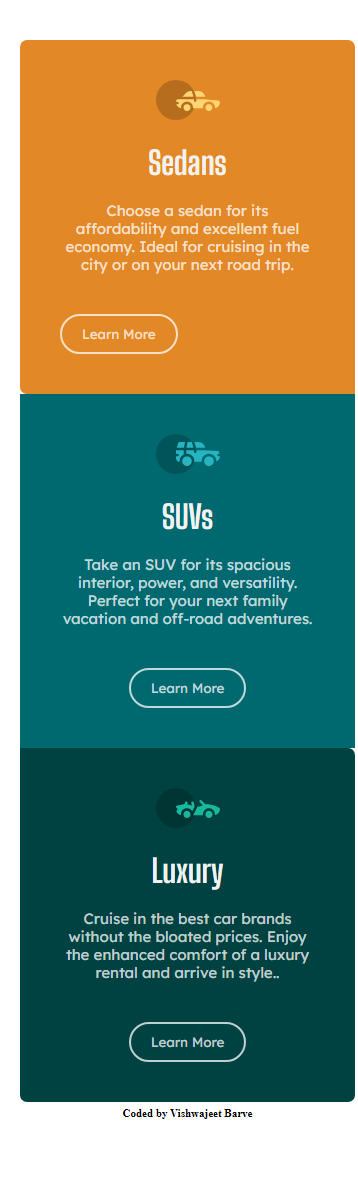 Sedans
Choose a sedan for its
affordability and excellent fuel
economy. Ideal for cruising in the
city or on your next road trip.
Learn More
SUVs
Take an SUV for its spacious
interior, power, and versatility.
Perfect for your next family
vacation and off-road adventures.
Learn More
Luxury
Cruise in the best car brands
without the bloated prices. Enjoy
the enhanced comfort of a luxury
rental and arrive in style..
Learn More
Coded by Vishwajeet Barve